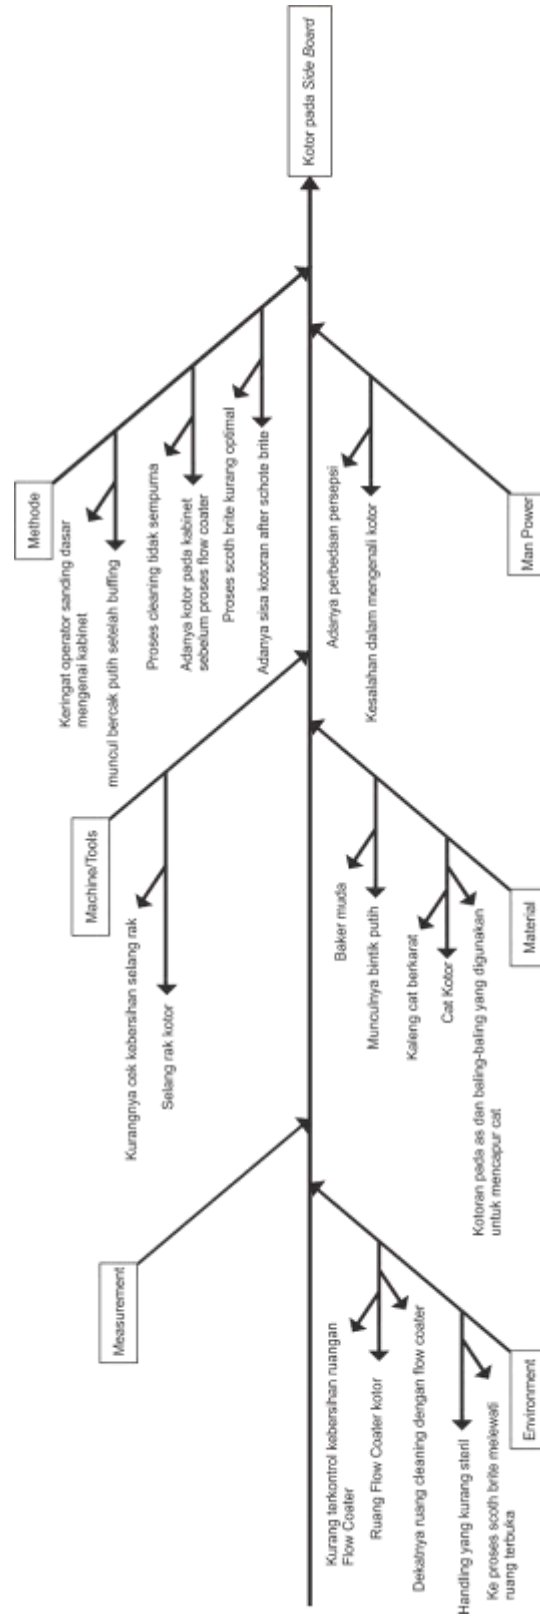 Measurement
Machine/Tools
Kurangnya cek kebersihan selang rak
Selang rak kotor
Methode
Keringat operator sanding dasar
mengenai kabinet
muncul bercak putih setelah buffing
Proses cleaning tidak sempurna
Adanya kotor pada kabinet
sebelum proses flow coater
Proses scoth brite kurang optimal
Adanya sisa kotoran after schote brite
Kotor pada Side Board
Kurang terkontrol kebersihan ruangan
Flow Coater
Ruang Flow Coater kotor
Dekatnya ruang cleaning dengan flow coater
Handling yang kurang steril
Ke proses scoth brite melewati
ruang terbuka
Environment
Baker muda
Munculnya bintik putih
Kaleng cat berkarat
Cat Kotor
Kotoran pada as dan baling-baling yang digunakan
untuk mencapur cat
Material
Adanya perbedaan persepsi
Kesalahan dalam mengenali kotor
Man Power